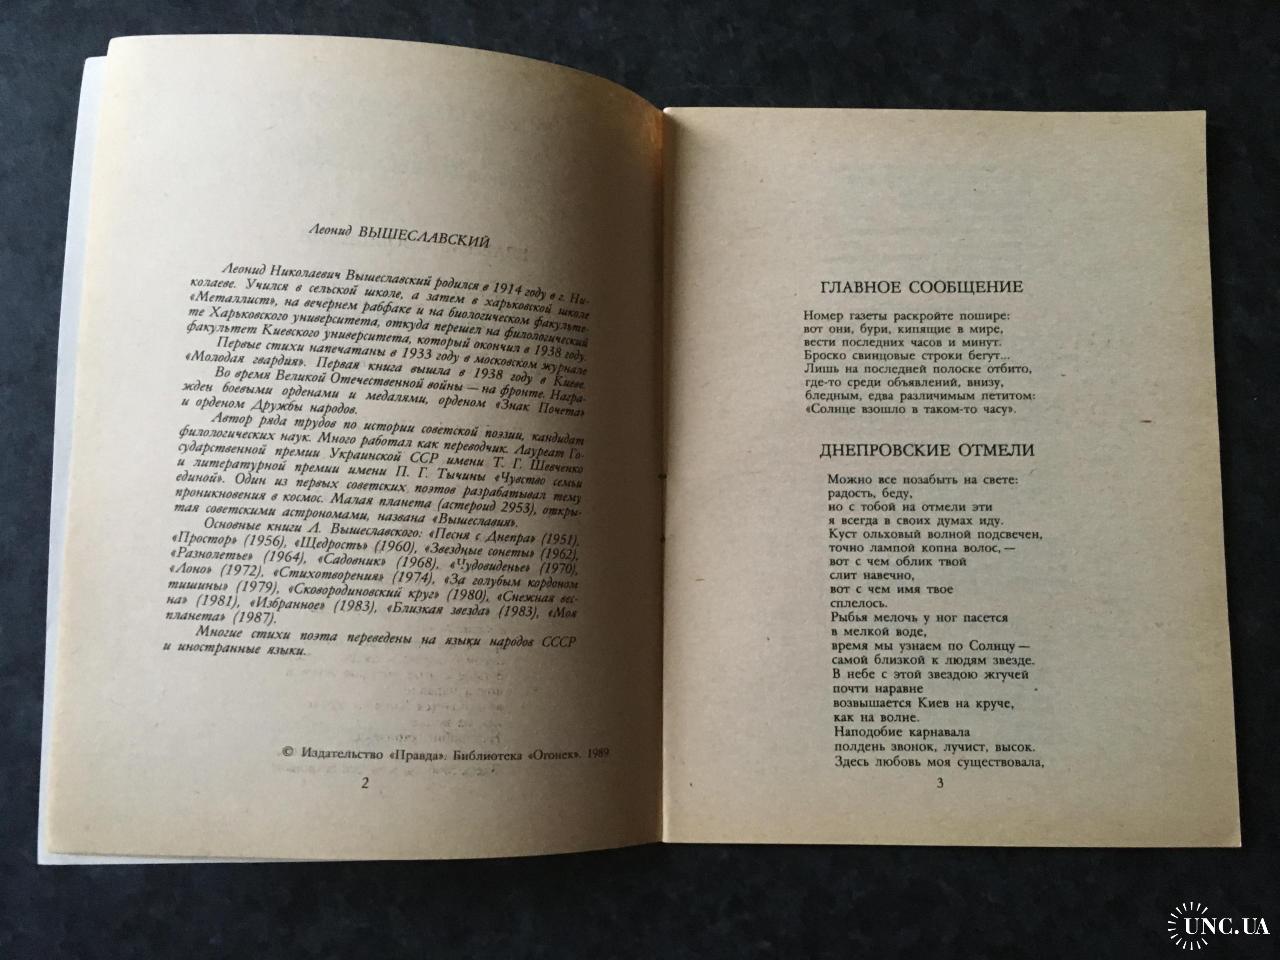 Леонид ВЫШЕСЛАВСКИЙ
Леонид Николаевич Вышеславский родился в 1914 году в г. Ни-
колаеве. Учился в сельской школе, а затем в харьковской школе
«Металлист», на вечернем рабфаке и на биологическом факульте-
те Харьковского университета, откуда перешел на филологический
факультет Киевского университета, который окончил в 1938 году.
Первые стихи напечатаны в 1933 году в московском журнале
«Молодая гвардия». Первая книга вышла в 1938 году в Киеве.
Во время Великой Отечественной войны — на фронте. Награ-
жден боевыми орденами и медалями, орденом «Знак Почета»
и орденом Дружбы народов.
Автор ряда трудов по истории советской поэзии, кандидат
филологических наук. Много работал как переводчик. Лауреат Го-
сударственной премии Украинской ССР имени Т. Г. Шевченко
и литературной премии имени П. Г. Тычины «Чувство семьи
единой». Один из первых советских поэтов разрабатывал тему
проникновения в космос. Малая планета (астероид 2953), откры-
тая советскими астрономами, названа «Вышеславия».
Основные книги Л. Вышеславского: «Песня с Днепра» (1951),
«Простор» (1956), «Щедрость» (1960), «Звездные сонеты» (1962),
«Разнолетье» (1964), «Садовник» (1968), «Чудовиденье» (1970),
«Лоно» (1972), «Стихотворения» (1974), «За голубым кордоном
тишины» (1979), «Сковородиновский круг» (1980), «Снежная вес-
на» (1981), «Избранное» (1983), «Близкая звезда» (1983), «Моя
планета» (1987).
Многие стихи поэта переведены на языки народов СССР
и иностранные языки.
© Издательство «Правда». Библиотека «Огонек». 1989
2
ГЛАВНОЕ СООБЩЕНИЕ
Номер газеты раскройте пошире:
вот они, бури, кипящие в мире,
вести последних часов и минут.
Броско свинцовые строки бегут...
Лишь на последней полоске отбито,
где-то среди объявлений, внизу,
бледным, едва различимым петитом:
«Солнце взошло в таком-то часу».
ДНЕПРОВСКИЕ ОТМЕЛИ
Можно все позабыть на свете:
радость, беду,
но с тобой на отмели эти
я всегда в своих думах иду.
Куст ольховый волной подсвечен,
точно лампой копна волос, —
вот с чем облик твой
слит навечно,
вот с чем имя твое
сплелось.
Рыбья мелочь у ног пасется
в мелкой воде,
время мы узнаем по Солнцу —
самой близкой к людям звезде.
В небе с этой звездою жгучей
почти наравне
возвышается Киев на круче,
как на волне.
Наподобие карнавала
полдень звонок, лучист, высок.
Здесь любовь моя существовала,
3
UNC.UA